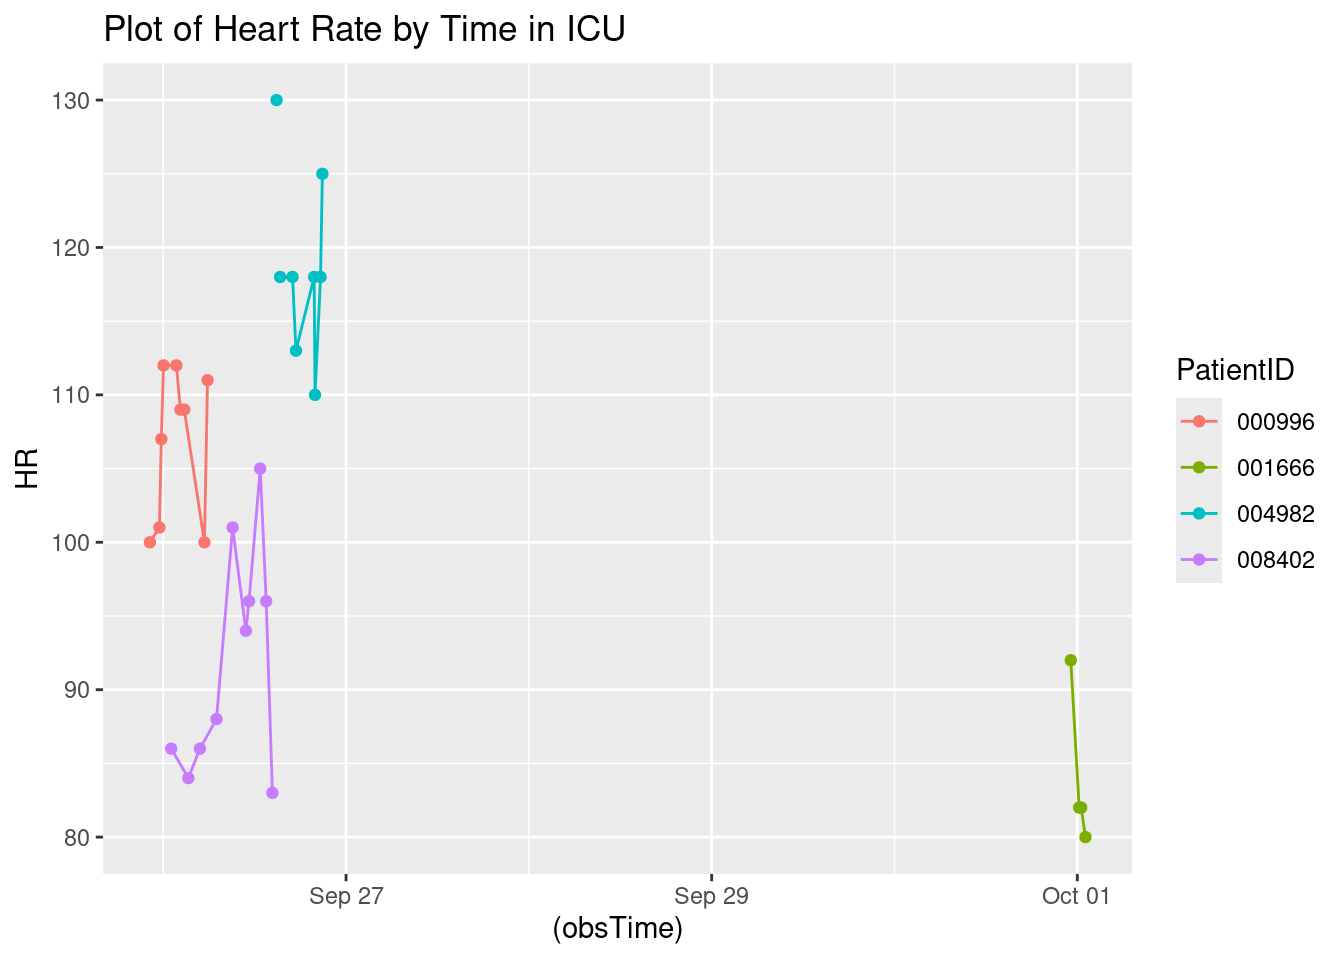 Plot of Heart Rate by Time in ICU
130
120
110
100
90
80
HR
Sep 27
Sep 29
Oct 01
(obsTime)
PatientID
000996
001666
004982
008402